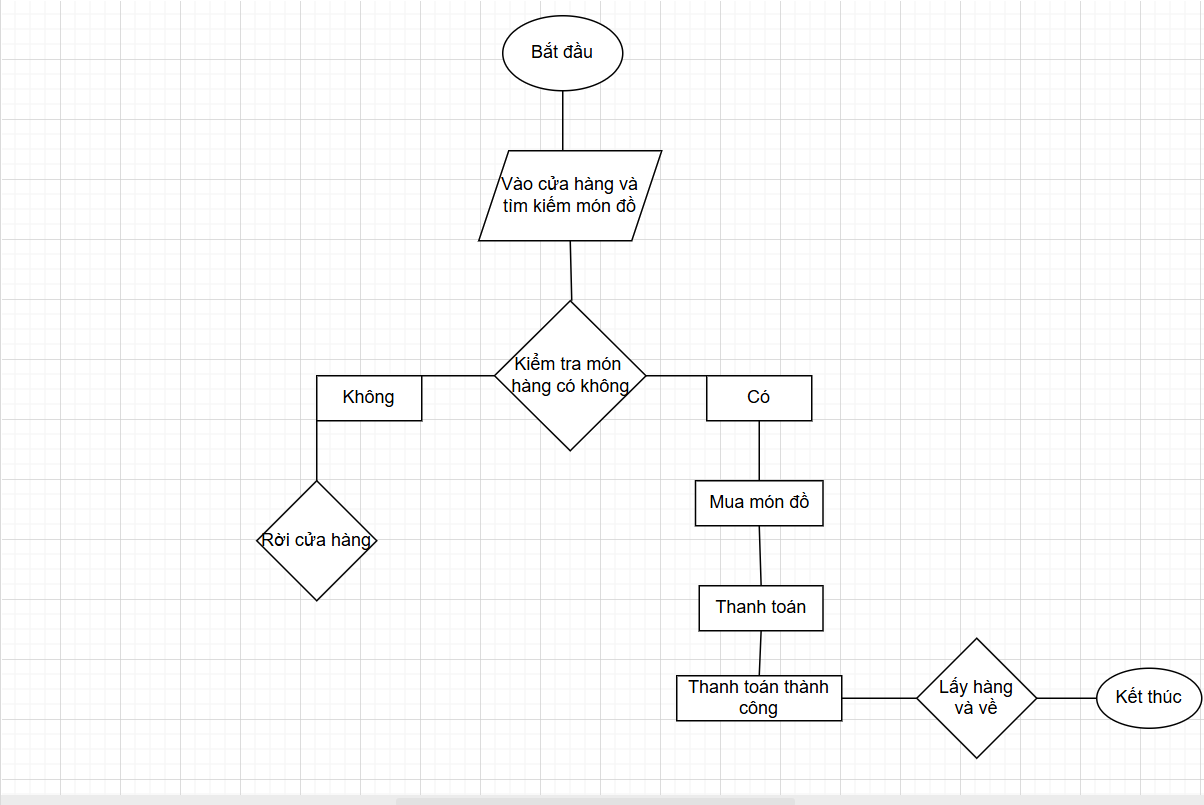 Bắt đầu
Vào cửa hàng và
tìm kiếm món đồ
Kiểm tra món
hàng có không
Không
Có
Mua món đồ
Rời cửa hàng
Thanh toán
Thanh toán thành
công
Lấy hàng
và về
Kết thúc